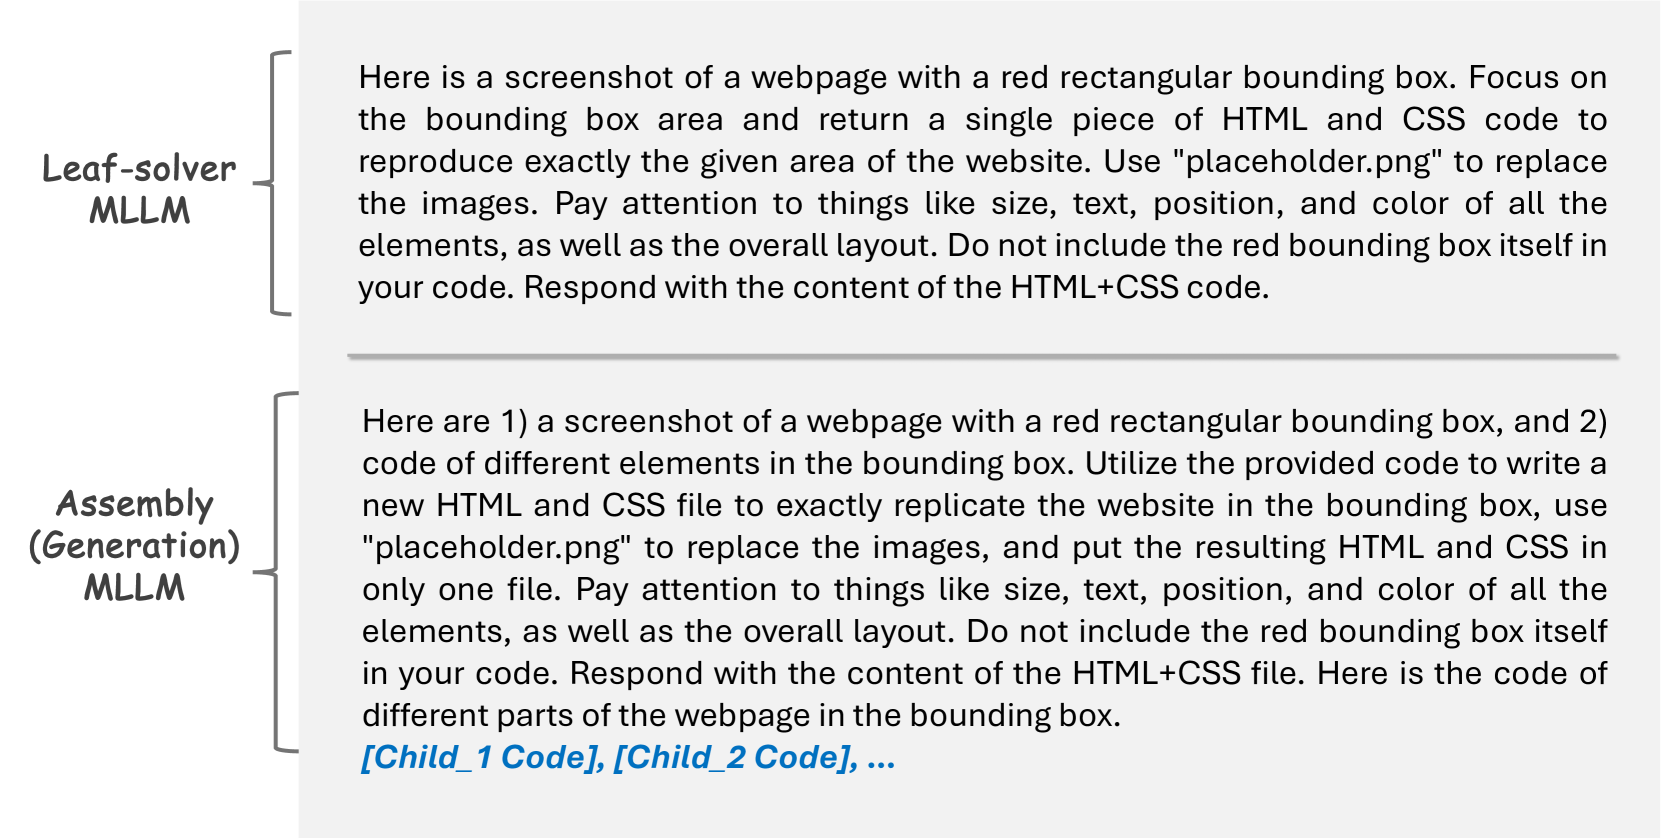 Leaf-solver
MLLM
Here is a screenshot of a webpage with a red rectangular bounding box. Focus on
the bounding box area and return a single piece of HTML and CSS code to
reproduce exactly the given area of the website. Use "placeholder.png" to replace
the images. Pay attention to things like size, text, position, and color of all the
elements, as well as the overall layout. Do not include the red bounding box itself in
your code. Respond with the content of the HTML+CSS code.
Assembly
(Generation)
MLLM
Here are 1) a screenshot of a webpage with a red rectangular bounding box, and 2)
code of different elements in the bounding box. Utilize the provided code to write a
new HTML and CSS file to exactly replicate the website in the bounding box, use
"placeholder.png" to replace the images, and put the resulting HTML and CSS in
only one file. Pay attention to things like size, text, position, and color of all the
elements, as well as the overall layout. Do not include the red bounding box itself
in your code. Respond with the content of the HTML+CSS file. Here is the code of
different parts of the webpage in the bounding box.
[Child_1 Code], [Child_2 Code], ...